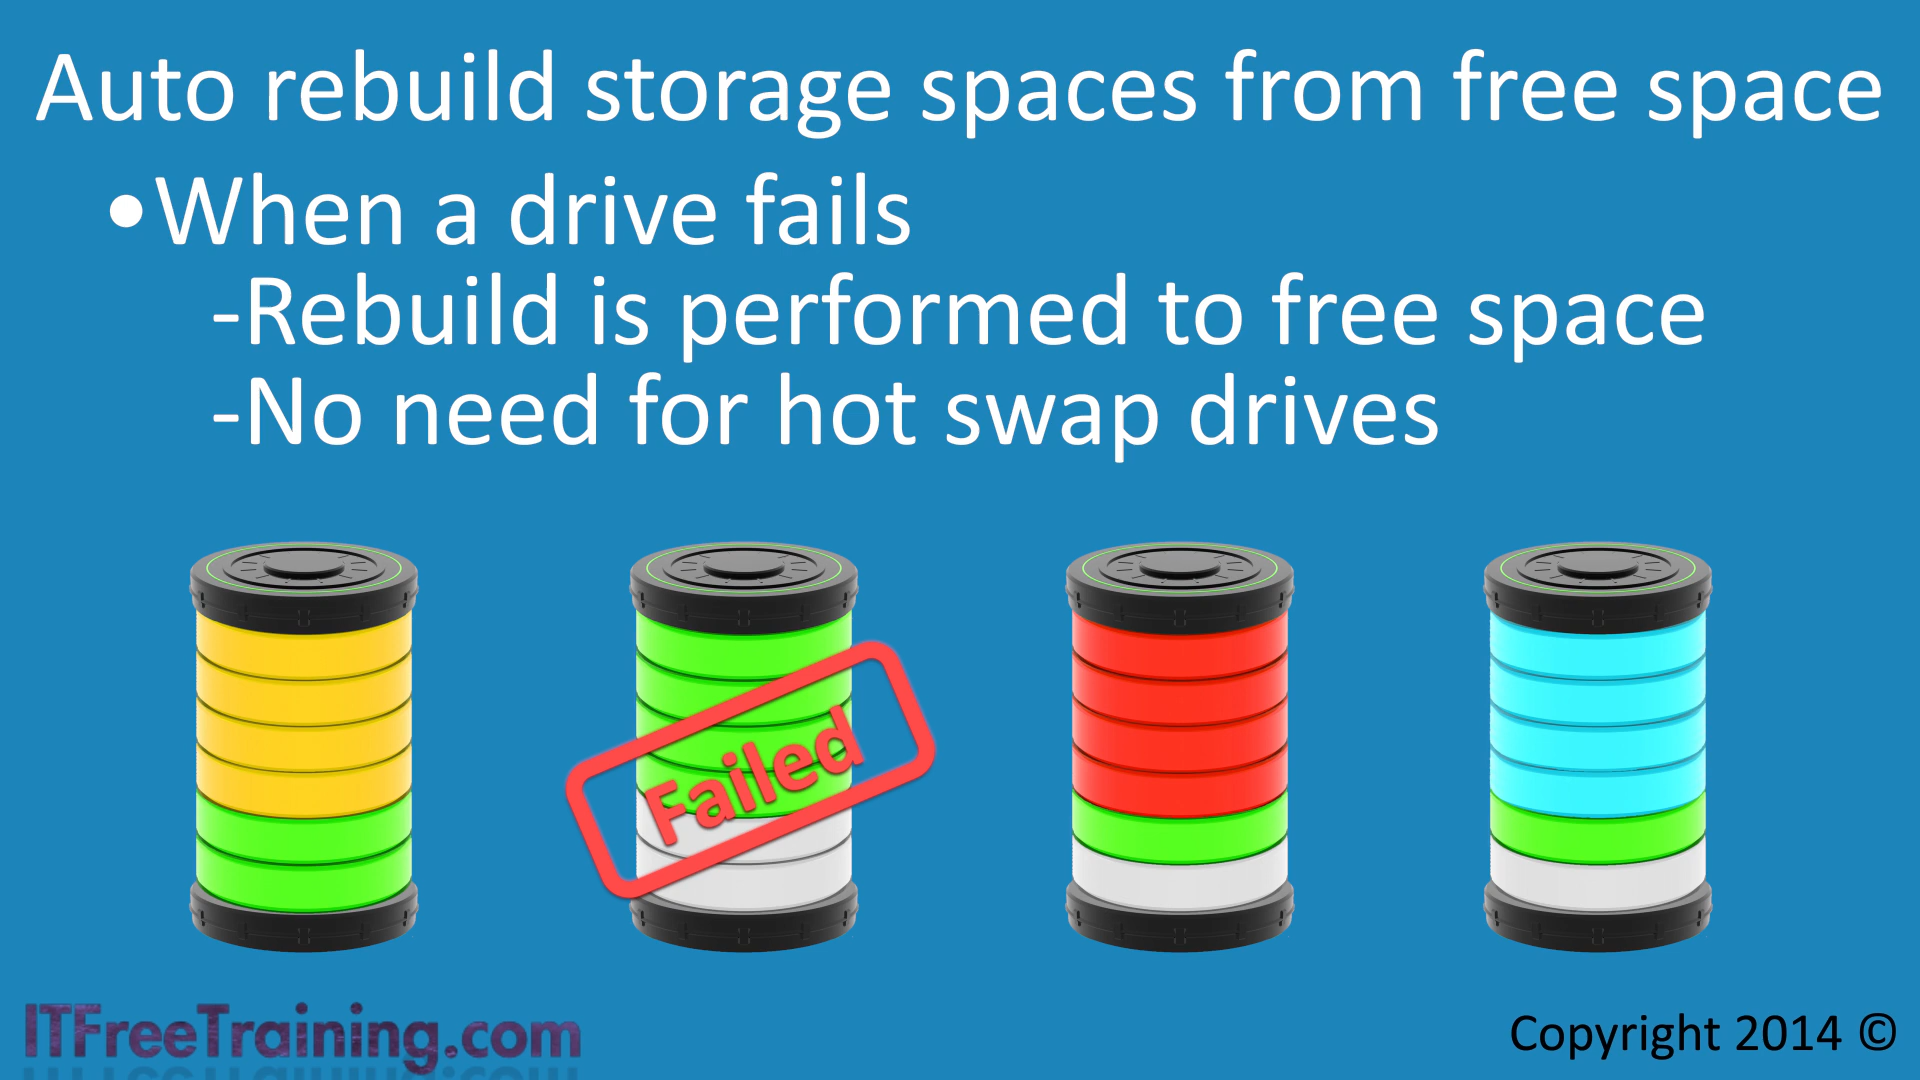 Auto rebuild storage spaces from free space
•When a drive fails
-Rebuild is performed to free space
-No need for hot swap drives
Failed
ITFreeTraining.com
Copyright 2014 ©